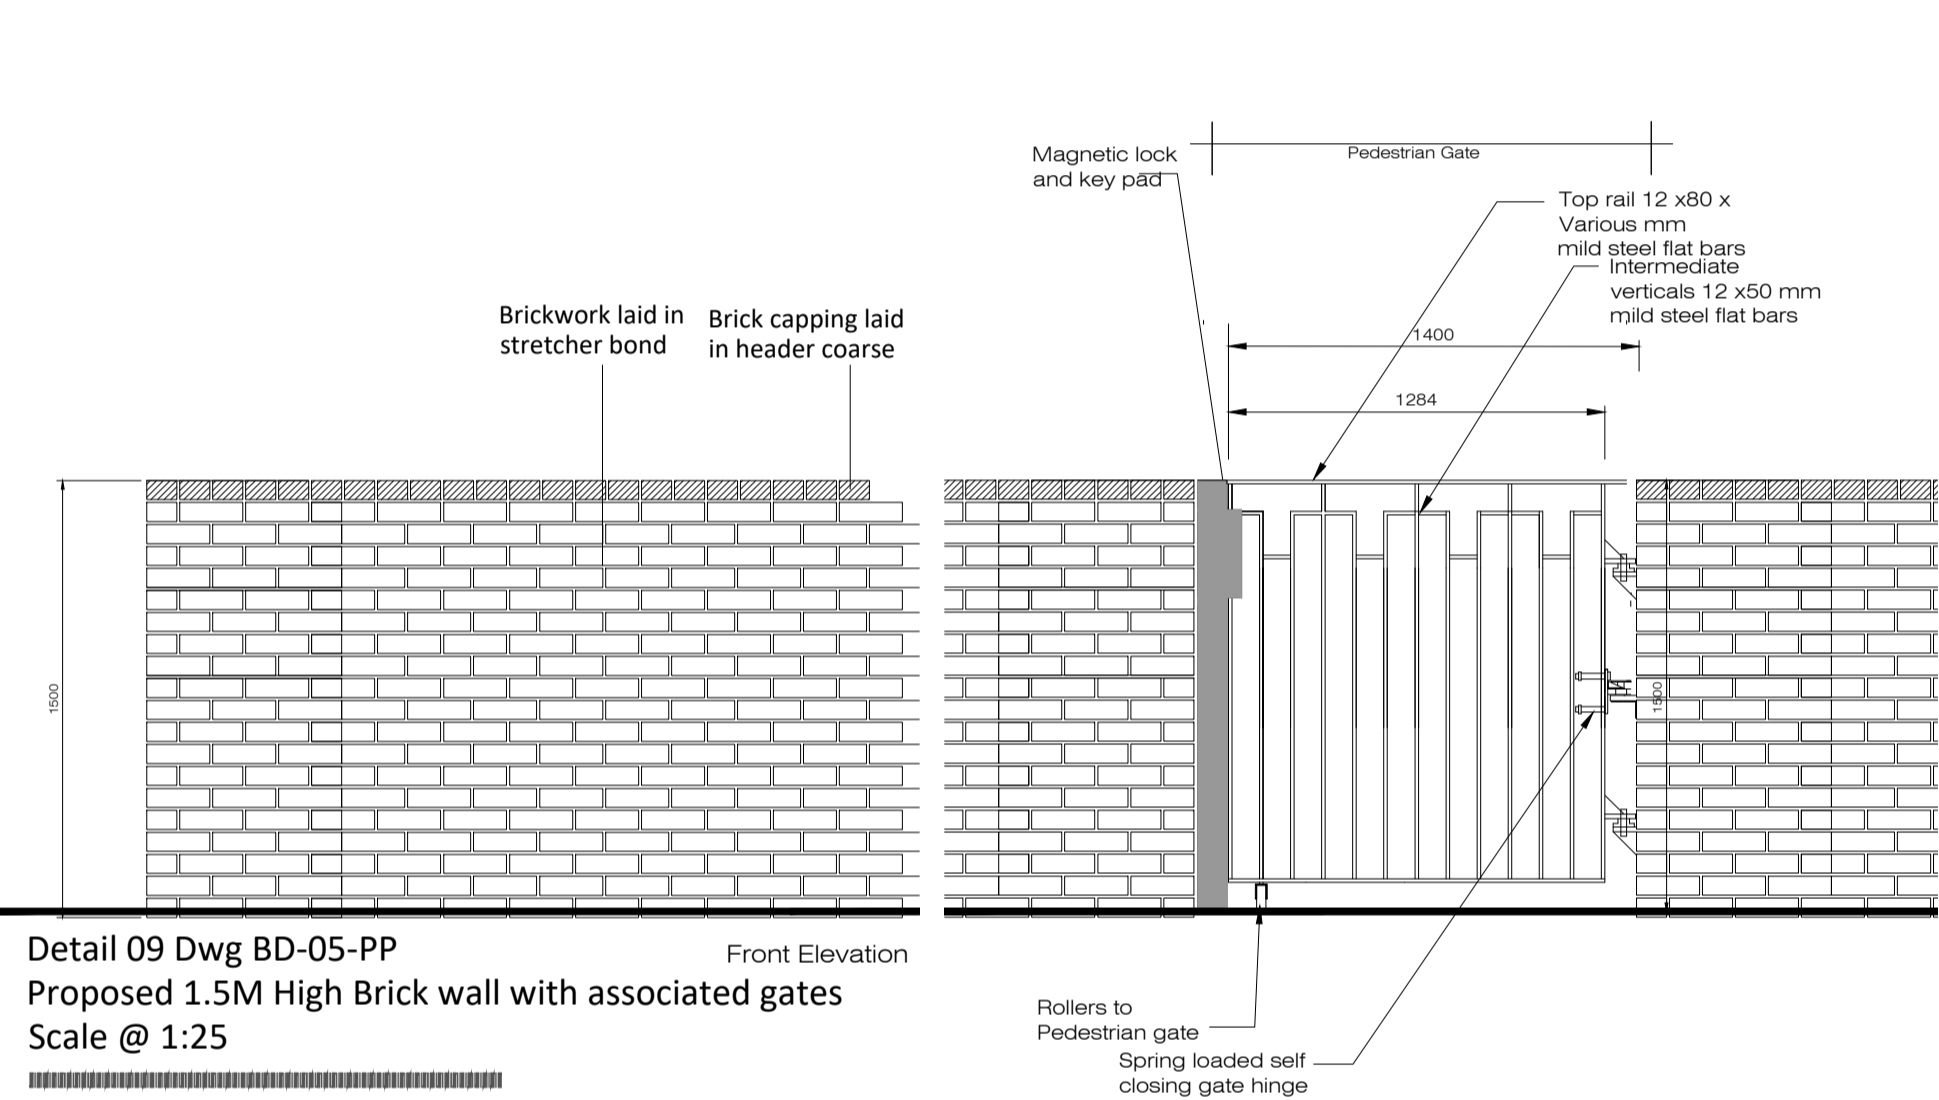 Pedestrian Gate
Magnetic lock
and key pad
Top rail 12 x80 x
Various mm
mild steel flat bars
Intermediate
verticals 12 x50 mm
mild steel flat bars
Brickwork laid in
stretcher bond
Brick capping laid
in header coarse
1400
1284
1500
1500
Detail 09 Dwg BD-05-PP
Front Elevation
Proposed 1.5M High Brick wall with associated gates
Scale @ 1:25
Rollers to
Pedestrian gate
Spring loaded self
closing gate hinge